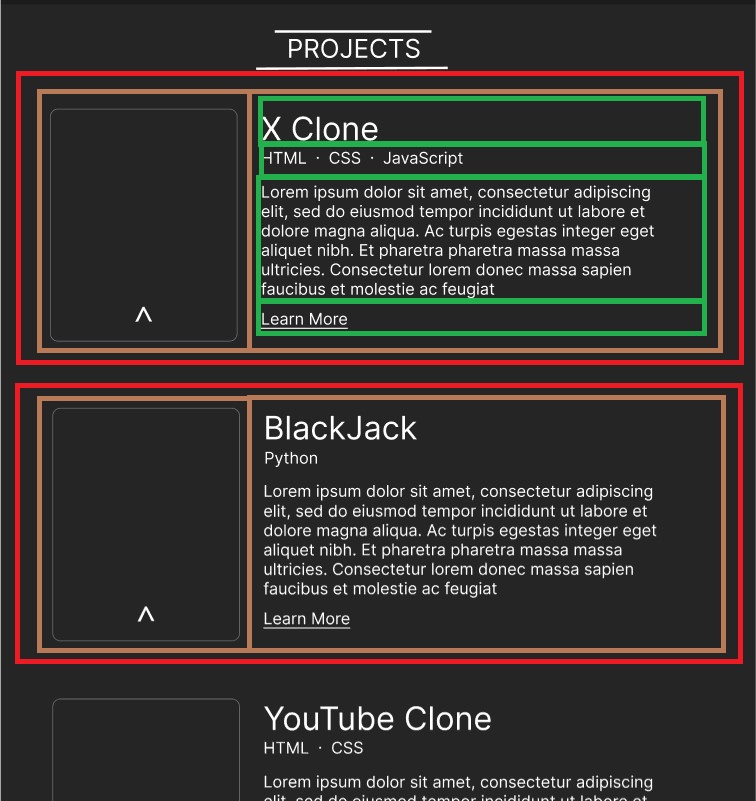 PROJECTS
X Clone
HTML · CSS · JavaScript
Lorem ipsum dolor sit amet, consectetur adipiscing
elit, sed do eiusmod tempor incididunt ut labore et
dolore magna aliqua. Ac turpis egestas integer eget
aliquet nibh. Et pharetra pharetra massa massa
ultricies. Consectetur lorem donec massa sapien
faucibus et molestie ac feugiat
^
Learn More
BlackJack
Python
Lorem ipsum dolor sit amet, consectetur adipiscing
elit, sed do eiusmod tempor incididunt ut labore et
dolore magna aliqua. Ac turpis egestas integer eget
aliquet nibh. Et pharetra pharetra massa massa
ultricies. Consectetur lorem donec massa sapien
faucibus et molestie ac feugiat
^
Learn More
YouTube Clone
HTML · CSS
Lorem ipsum dolor sit amet, consectetur adipiscing
elit, sed do eiusmod tempor incididunt ut labore et